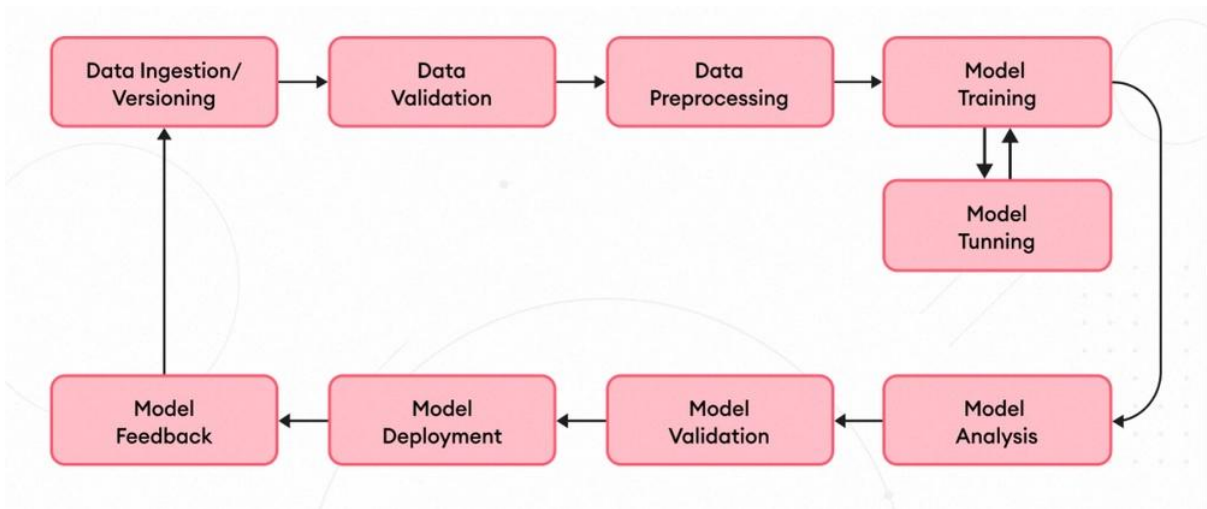 Data Ingestion/
Versioning
Data
Validation
Data
Preprocessing
Model
Training
Model
Tunning
Model
Feedback
Model
Deployment
Model
Validation
Model
Analysis